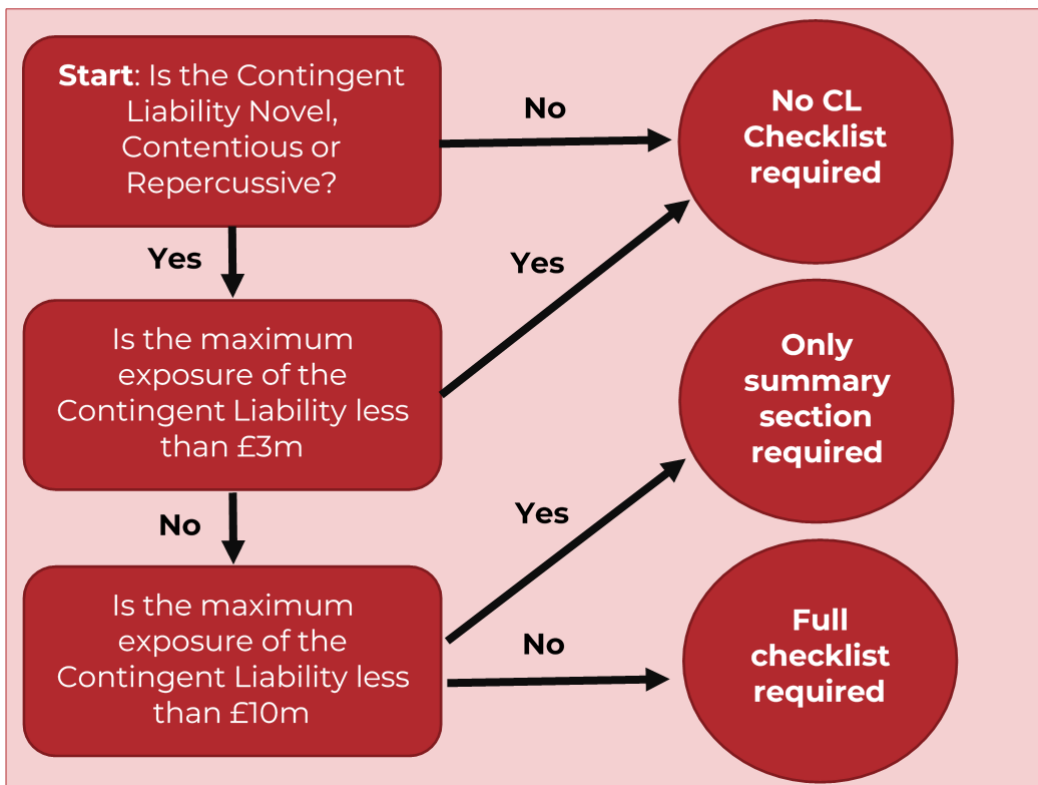 Start: Is the Contingent
Liability Novel,
Contentious or
Repercussive?
No
No CL
Checklist
required
Yes
Yes
Is the maximum
exposure of the
Contingent Liability less
than £3m
Only
summary
section
required
No
Yes
Is the maximum
exposure of the
Contingent Liability less
than £10m
No
Full
checklist
required